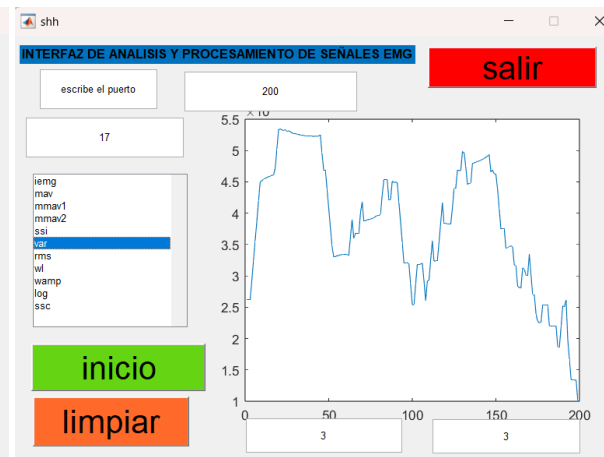 shh
INTERFAZ DE ANALISIS Y PROCESAMIENTO DE SEÑALES EMG
salir
escribe el puerto
200
17
iemg
mav
mmav1
mmav2
ssi
var
rms
wl
wamp
log
ssc
inicio
limpiar
5.5
5
4.5
4
3.5
3
2.5
2
1.5
1
0 50 100 150 200
3
3